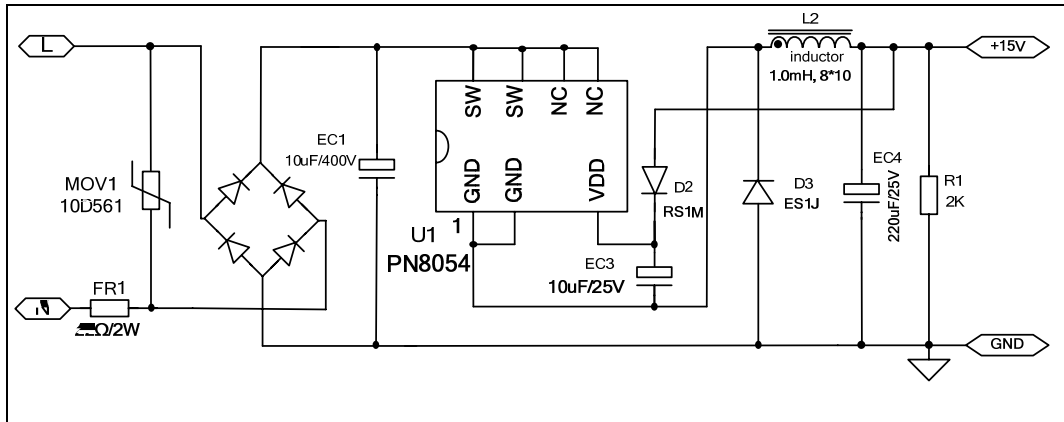 L
MOV1
10D561
FR1
Ω/2W
EC1
10uF/400V
SW
SW
NC
NC
GND
GND
VDD
1
U1
PN8054
D2
RS1M
EC3
10uF/25V
L2
inductor
1.0mH, 8*10
D3
ES1J
EC4
220uF/25V
R1
2K
+15V
GND